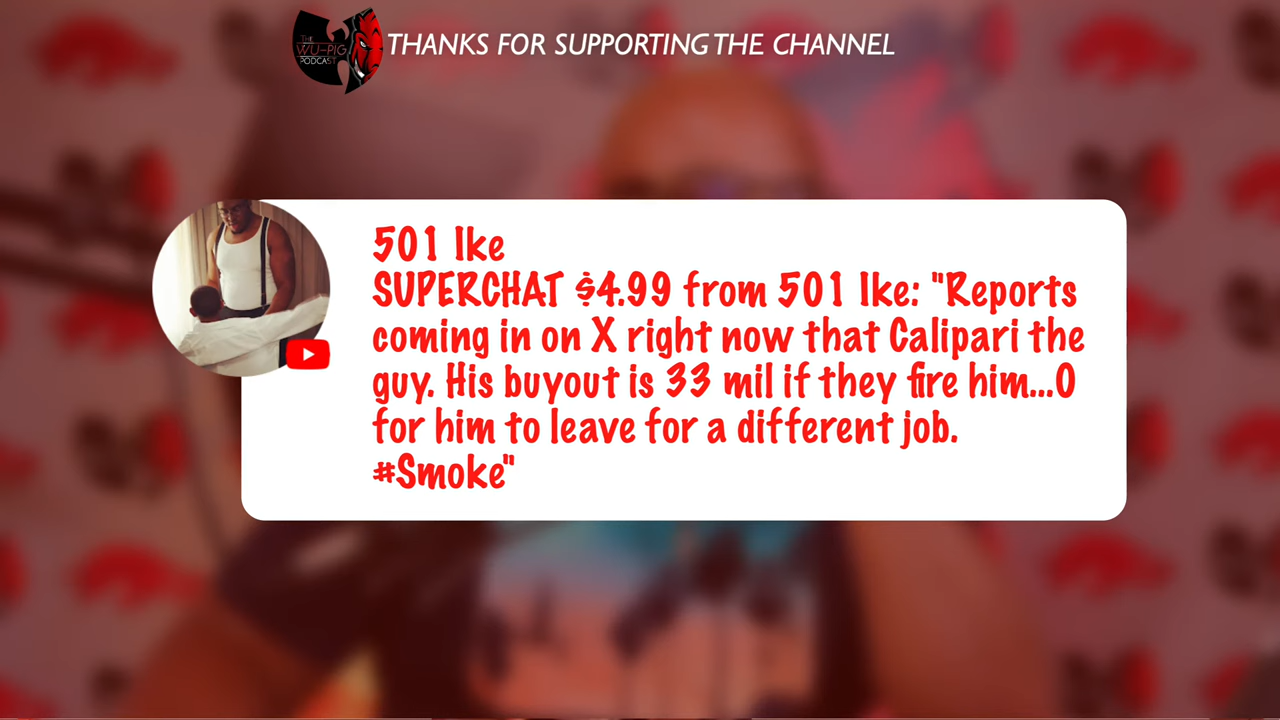 THE
WU-PIG
PODCAST
THANKS FOR SUPPORTING THE CHANNEL
501 Ike
SUPERCHAT $4.99 from 501 Ike: "Reports
coming in on X right now that Calipari the
guy. His buyout is 33 mil if they fire him...0
for him to leave for a different job.
#Smoke"